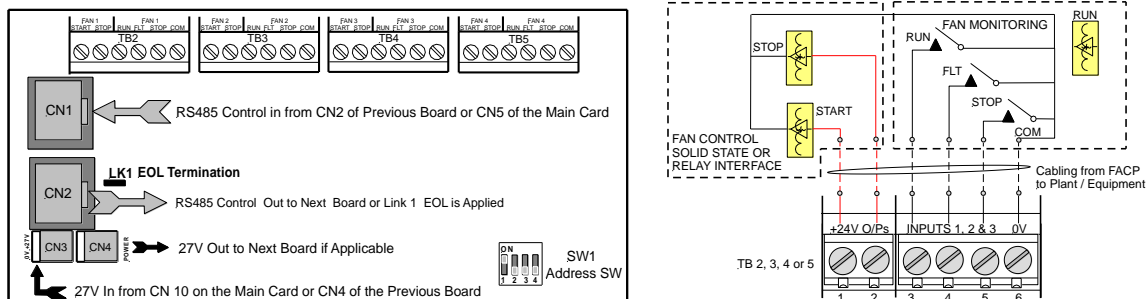 FAN 1 FAN 1 FAN 2 FAN 2 FAN 3 FAN 3 FAN 4 FAN 4
START STOP RUN FLT STOP COM START STOP RUN FLT STOP COM START STOP RUN FLT STOP COM START STOP RUN FLT STOP COM
TB2 TB3 TB4 TB5
CN1
RS485 Control in from CN2 of Previous Board or CN5 of the Main Card
LK1 EOL Termination
CN2
RS485 Control Out to Next Board or Link 1 EOL is Applied
0V +27V
CN3
CN4
POWER
27V Out to Next Board if Applicable
ON
1 2 3 4
SW1
Address SW
27V In from CN 10 on the Main Card or CN4 of the Previous Board
FAN MONITORING
RUN
RUN
STOP
FLT
START
STOP
COM
FAN CONTROL
SOLID STATE OR
RELAY INTERFACE
Cabling from FACP
to Plant / Equipment
+24V O/Ps INPUTS 1, 2 & 3 0V
TB 2, 3, 4 or 5
1 2 3 4 5 6